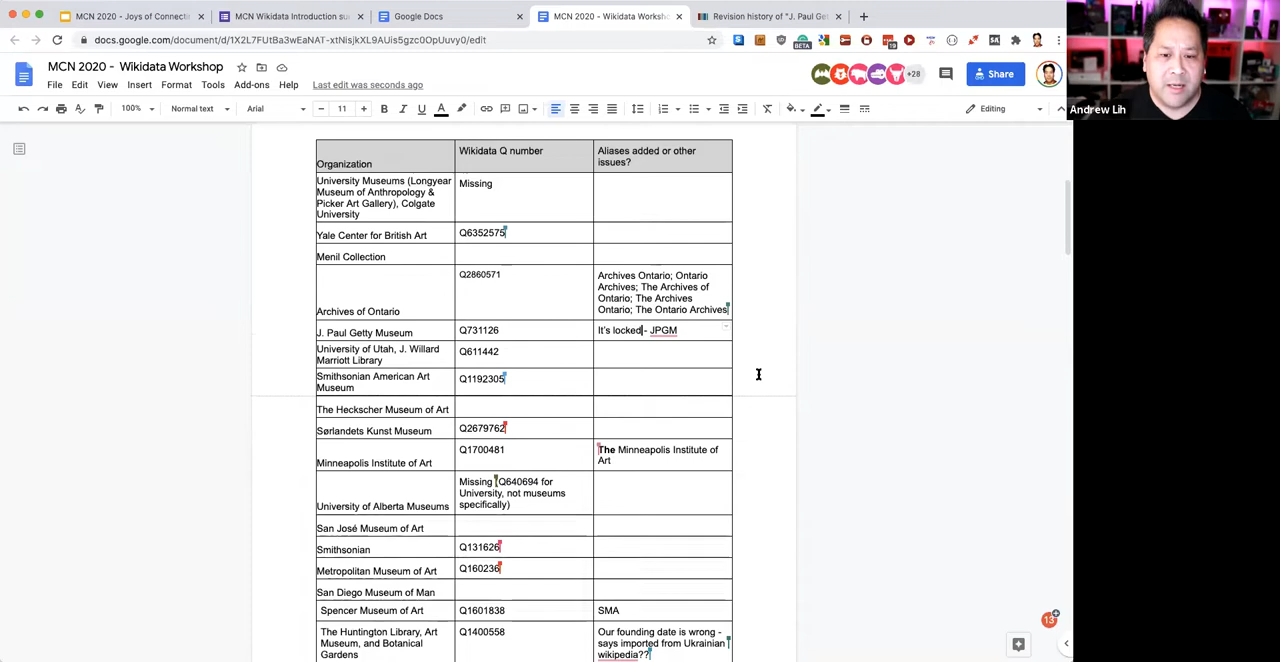 MCN 2020 - Joys of Connecti
MCN Wikidata Introduction su
Google Docs
MCN 2020 - Wikidata Worksh
Revision history of "J. Paul Ge
docs.google.com/document/d/1X2L7FUtBa3wEaNAT-xtNisjkXL9AUis5gzc0OpUuvy0/edit
BETA
19
MCN 2020 - Wikidata Workshop
File Edit View Insert Format Tools Add-ons Help Last edit was seconds ago
+28
Share
Andrew Lih
100% Normal text Arial 11 Editing
Organization
Wikidata Q number
Aliases added or other
issues?
University Museums (Longyear
Museum of Anthropology &
Picker Art Gallery), Colgate
University
Missing
Yale Center for British Art
Q6352575
Menil Collection
Archives of Ontario
Q2860571
Archives Ontario; Ontario
Archives; The Archives of
Ontario; The Archives
Ontario; The Ontario Archives
J. Paul Getty Museum
Q731126
It's locked - JPGM
University of Utah, J. Willard
Marriott Library
Q611442
Smithsonian American Art
Museum
Q1192305
The Heckscher Museum of Art
Sørlandets Kunst Museum
Q2679762
Minneapolis Institute of Art
Q1700481
The Minneapolis Institute of
Art
University of Alberta Museums
Missing (Q640694 for
University, not museums
specifically)
San José Museum of Art
Smithsonian
Q131626
Metropolitan Museum of Art
Q160236
San Diego Museum of Man
Spencer Museum of Art
Q1601838
SMA
The Huntington Library, Art
Museum, and Botanical
Gardens
Q1400558
Our founding date is wrong -
says imported from Ukrainian
wikipedia??
13